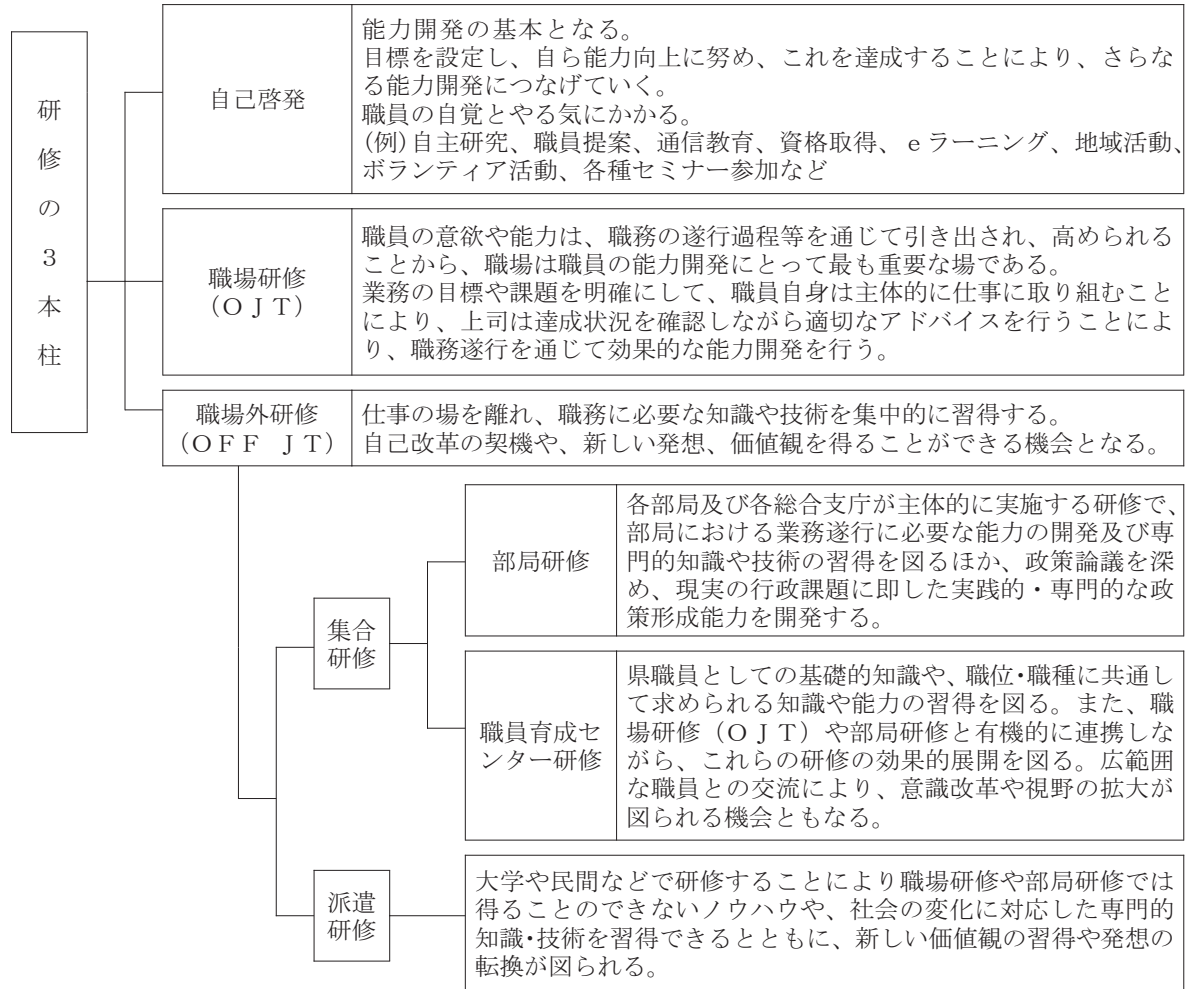 研修の3本柱
自己啓発
能力開発の基本となる。
目標を設定し、自ら能力向上に努め、これを達成することにより、さらな
る能力開発につなげていく。
職員の自覚とやる気にかかる。
(例)自主研究、職員提案、通信教育、資格取得、eラーニング、地域活動、
ボランティア活動、各種セミナー参加など
職場研修
(OJT)
職員の意欲や能力は、職務の遂行過程等を通じて引き出され、高められる
ことから、職場は職員の能力開発にとって最も重要な場である。
業務の目標や課題を明確にして、職員自身は主体的に仕事に取り組むこと
により、上司は達成状況を確認しながら適切なアドバイスを行うことによ
り、職務遂行を通じて効果的な能力開発を行う。
職場外研修
(OFF JT)
仕事の場を離れ、職務に必要な知識や技術を集中的に習得する。
自己改革の契機や、新しい発想、価値観を得ることができる機会となる。
集合
研修
部局研修
各部局及び各総合支庁が主体的に実施する研修で、
部局における業務遂行に必要な能力の開発及び専
門的知識や技術の習得を図るほか、政策論議を深
め、現実の行政課題に即した実践的・専門的な政
策形成能力を開発する。
職員育成セ
ンター研修
県職員としての基礎的知識や、職位・職種に共通し
て求められる知識や能力の習得を図る。また、職
場研修(OJT)や部局研修と有機的に連携しな
がら、これらの研修の効果的展開を図る。広範囲
な職員との交流により、意識改革や視野の拡大が
図られる機会ともなる。
派遣
研修
大学や民間などで研修することにより職場研修や部局研修では
得ることのできないノウハウや、社会の変化に対応した専門的
知識・技術を習得できるとともに、新しい価値観の習得や発想の
転換が図られる。